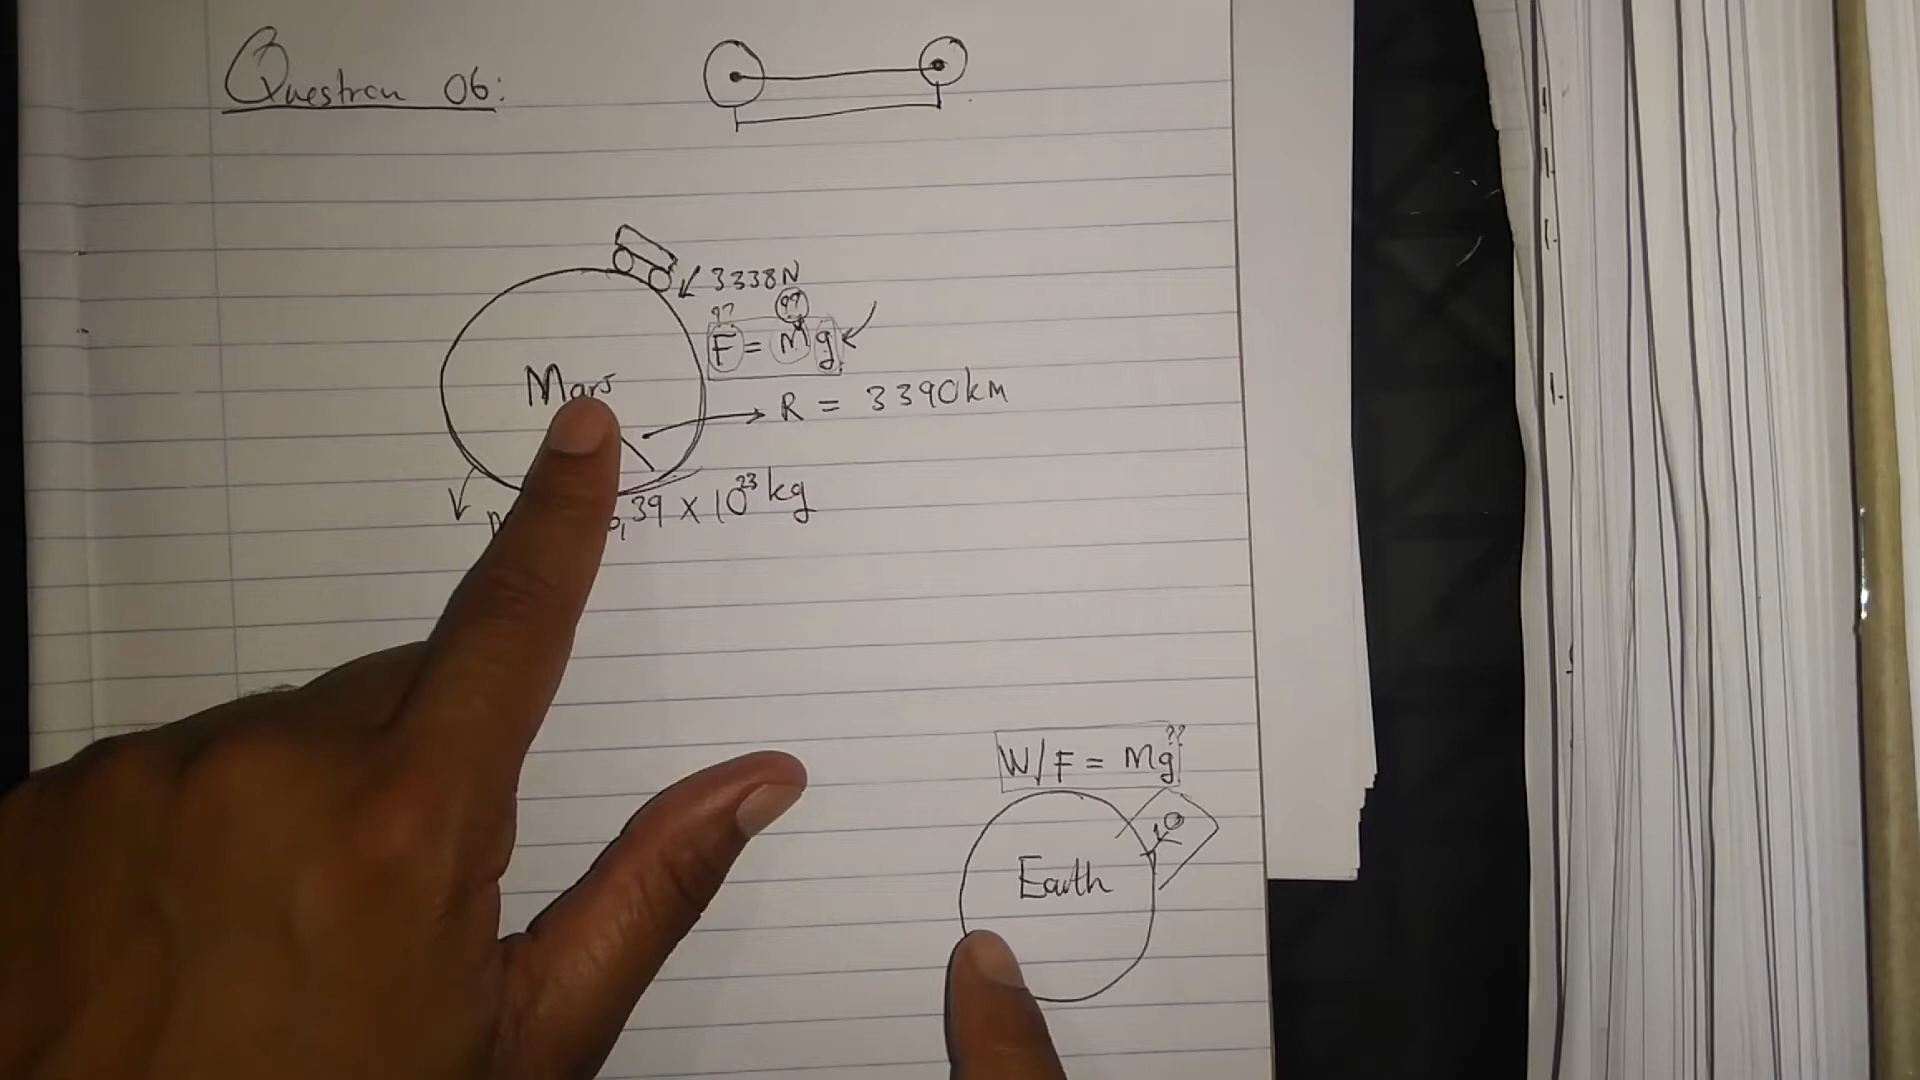 Question 06:
3338N
??
??
F = mg
Mars
R = 3390km
,39 x 10²³ kg
??
W/F = mg
Earth